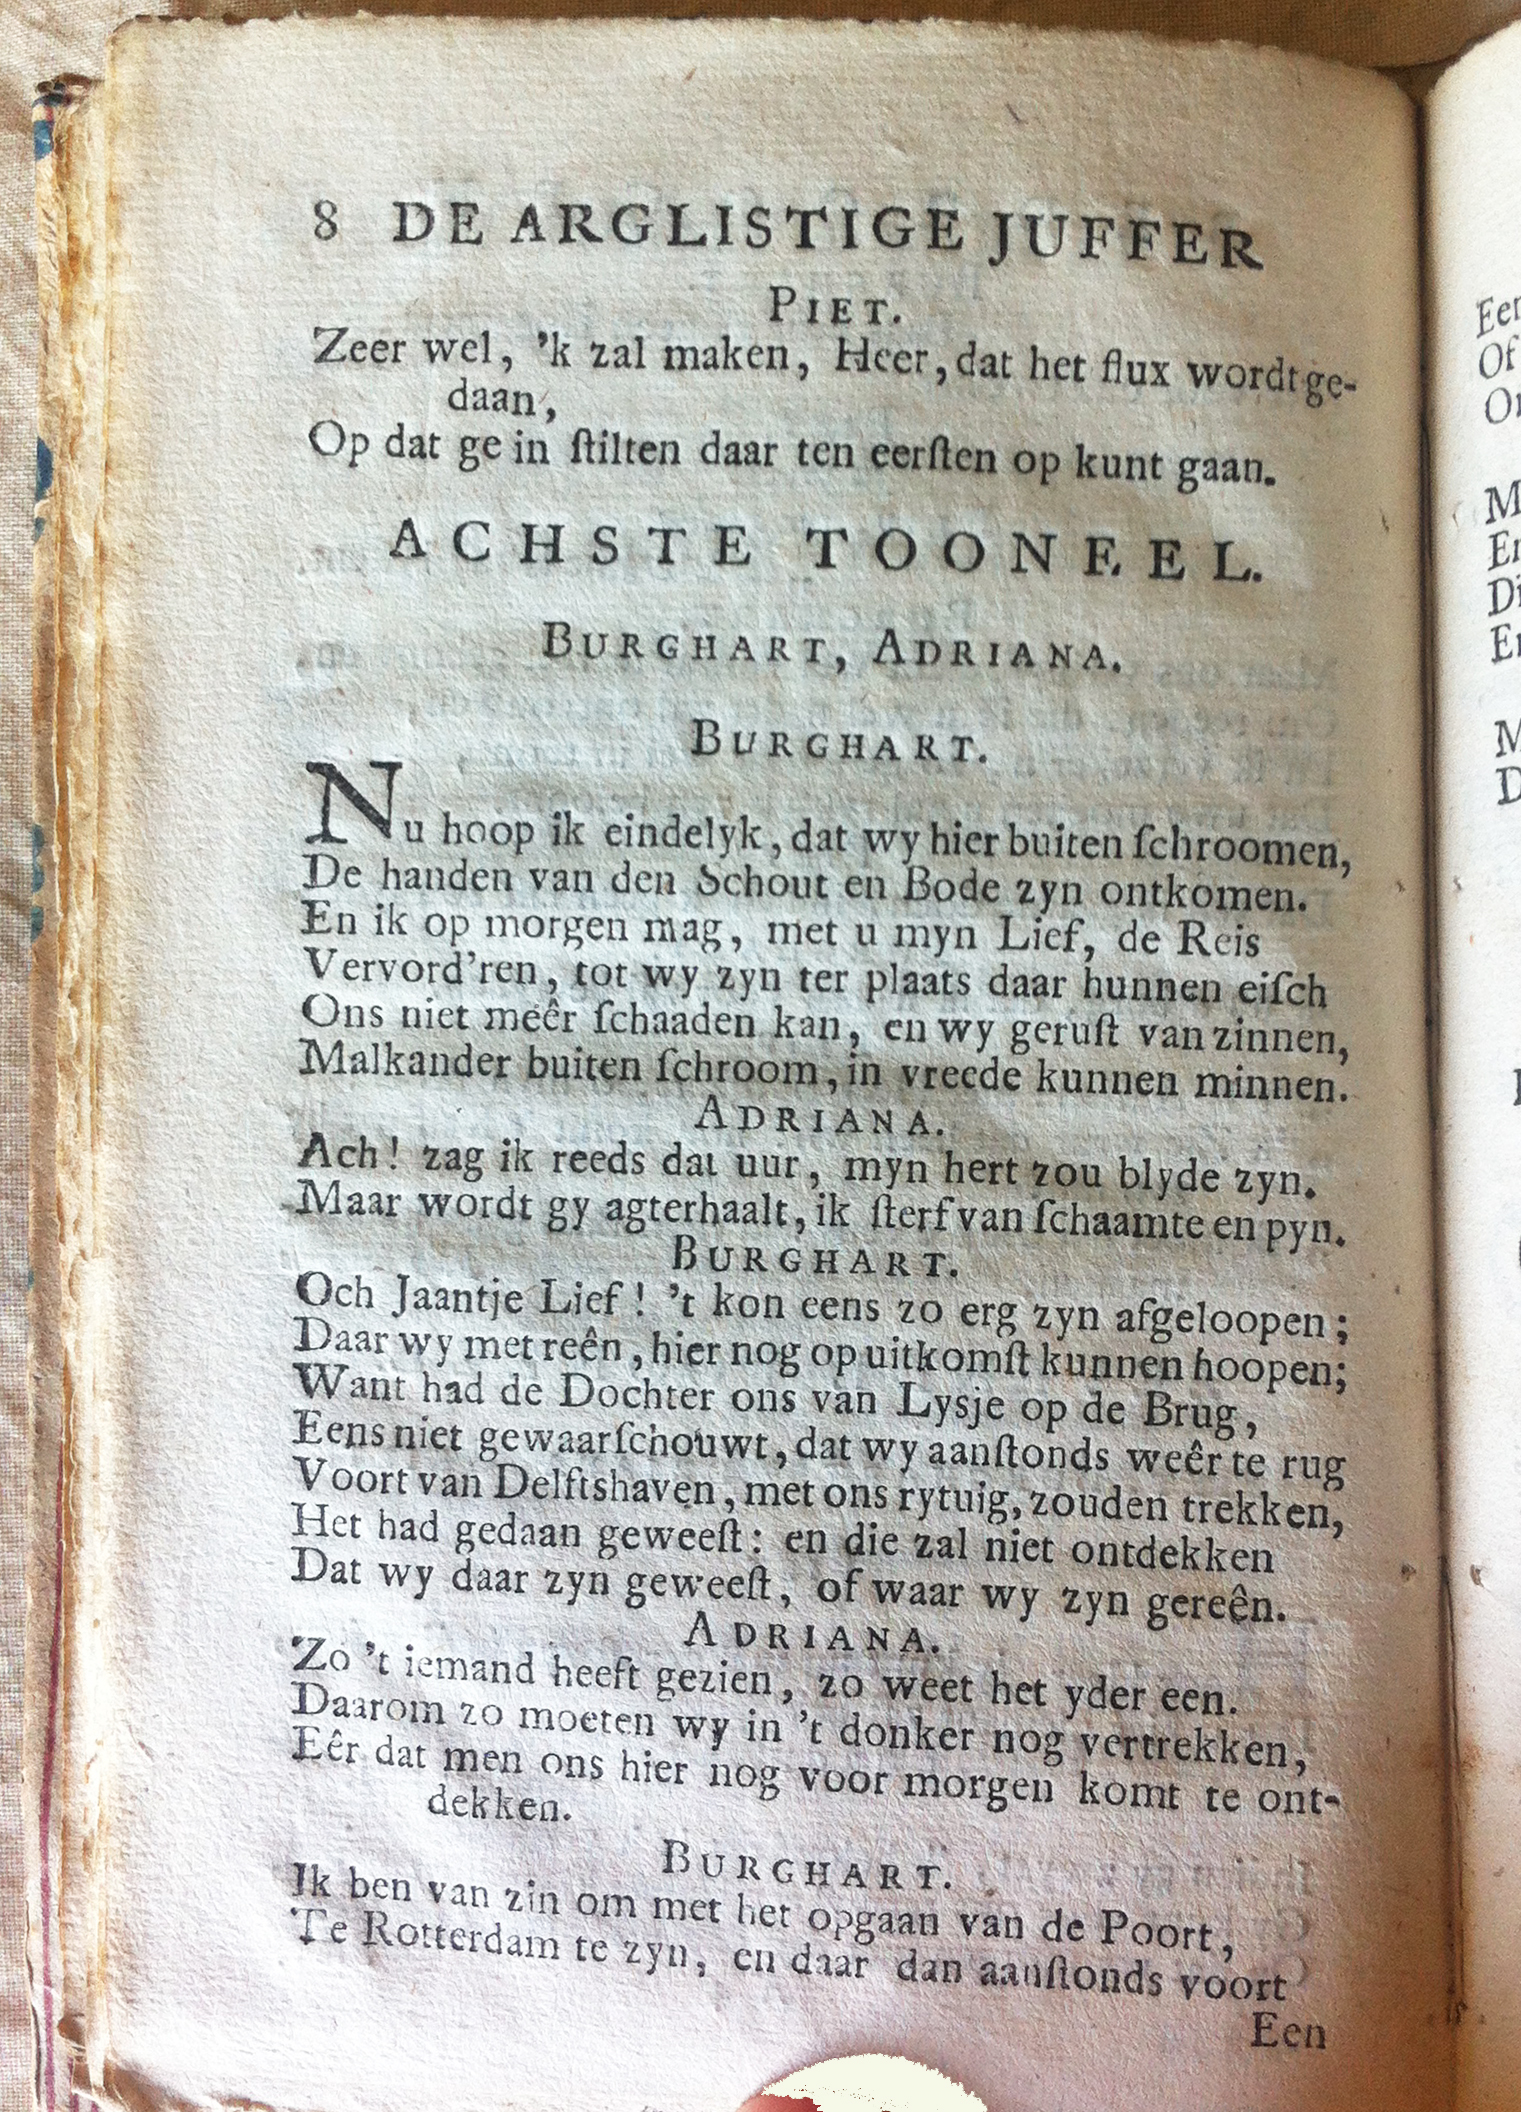 8 DE ARGLISTIGE JUFFER
PIET.
Zeer wel, 'k zal maken, Heer, dat het flux wordt ge-
daan,
Op dat ge in ſtilten daar ten eerſten op kunt gaan.
ACHSTE TOONEEL.
BURGHART, ADRIANA.
BURGHART.
Nu hoop ik eindelyk, dat wy hier buiten ſchroomen,
De handen van den Schout en Bode zyn ontkomen.
En ik op morgen mag, met u myn Lief, de Reis
Vervord'ren, tot wy zyn ter plaats daar hunnen eiſch
Ons niet méêr ſchaaden kan, en wy geruſt van zinnen,
Malkander buiten ſchroom, in vreede kunnen minnen.
ADRIANA.
Ach! zag ik reeds dat uur, myn hert zou blyde zyn.
Maar wordt gy agterhaalt, ik ſterf van ſchaamte en pyn.
BURGHART.
Och Jaantje Lief! 't kon eens zo erg zyn afgeloopen;
Daar wy met reên, hier nog op uitkomſt kunnen hoopen;
Want had de Dochter ons van Lysje op de Brug,
Eens niet gewaarſchouwt, dat wy aanſtonds weêr te rug
Voort van Delftshaven, met ons rytuig, zouden trekken,
Het had gedaan geweeſt: en die zal niet ontdekken
Dat wy daar zyn geweeſt, of waar wy zyn gereên.
ADRIANA.
Zo 't iemand heeft gezien, zo weet het yder een.
Daarom zo moeten wy in 't donker nog vertrekken,
Eêr dat men ons hier nog voor morgen komt te ont-
dekken.
BURGHART.
Ik ben van zin om met het opgaan van de Poort,
Te Rotterdam te zyn, en daar dan aanſtonds voort
Een
Een
Of
M
En
Di
En
M
D